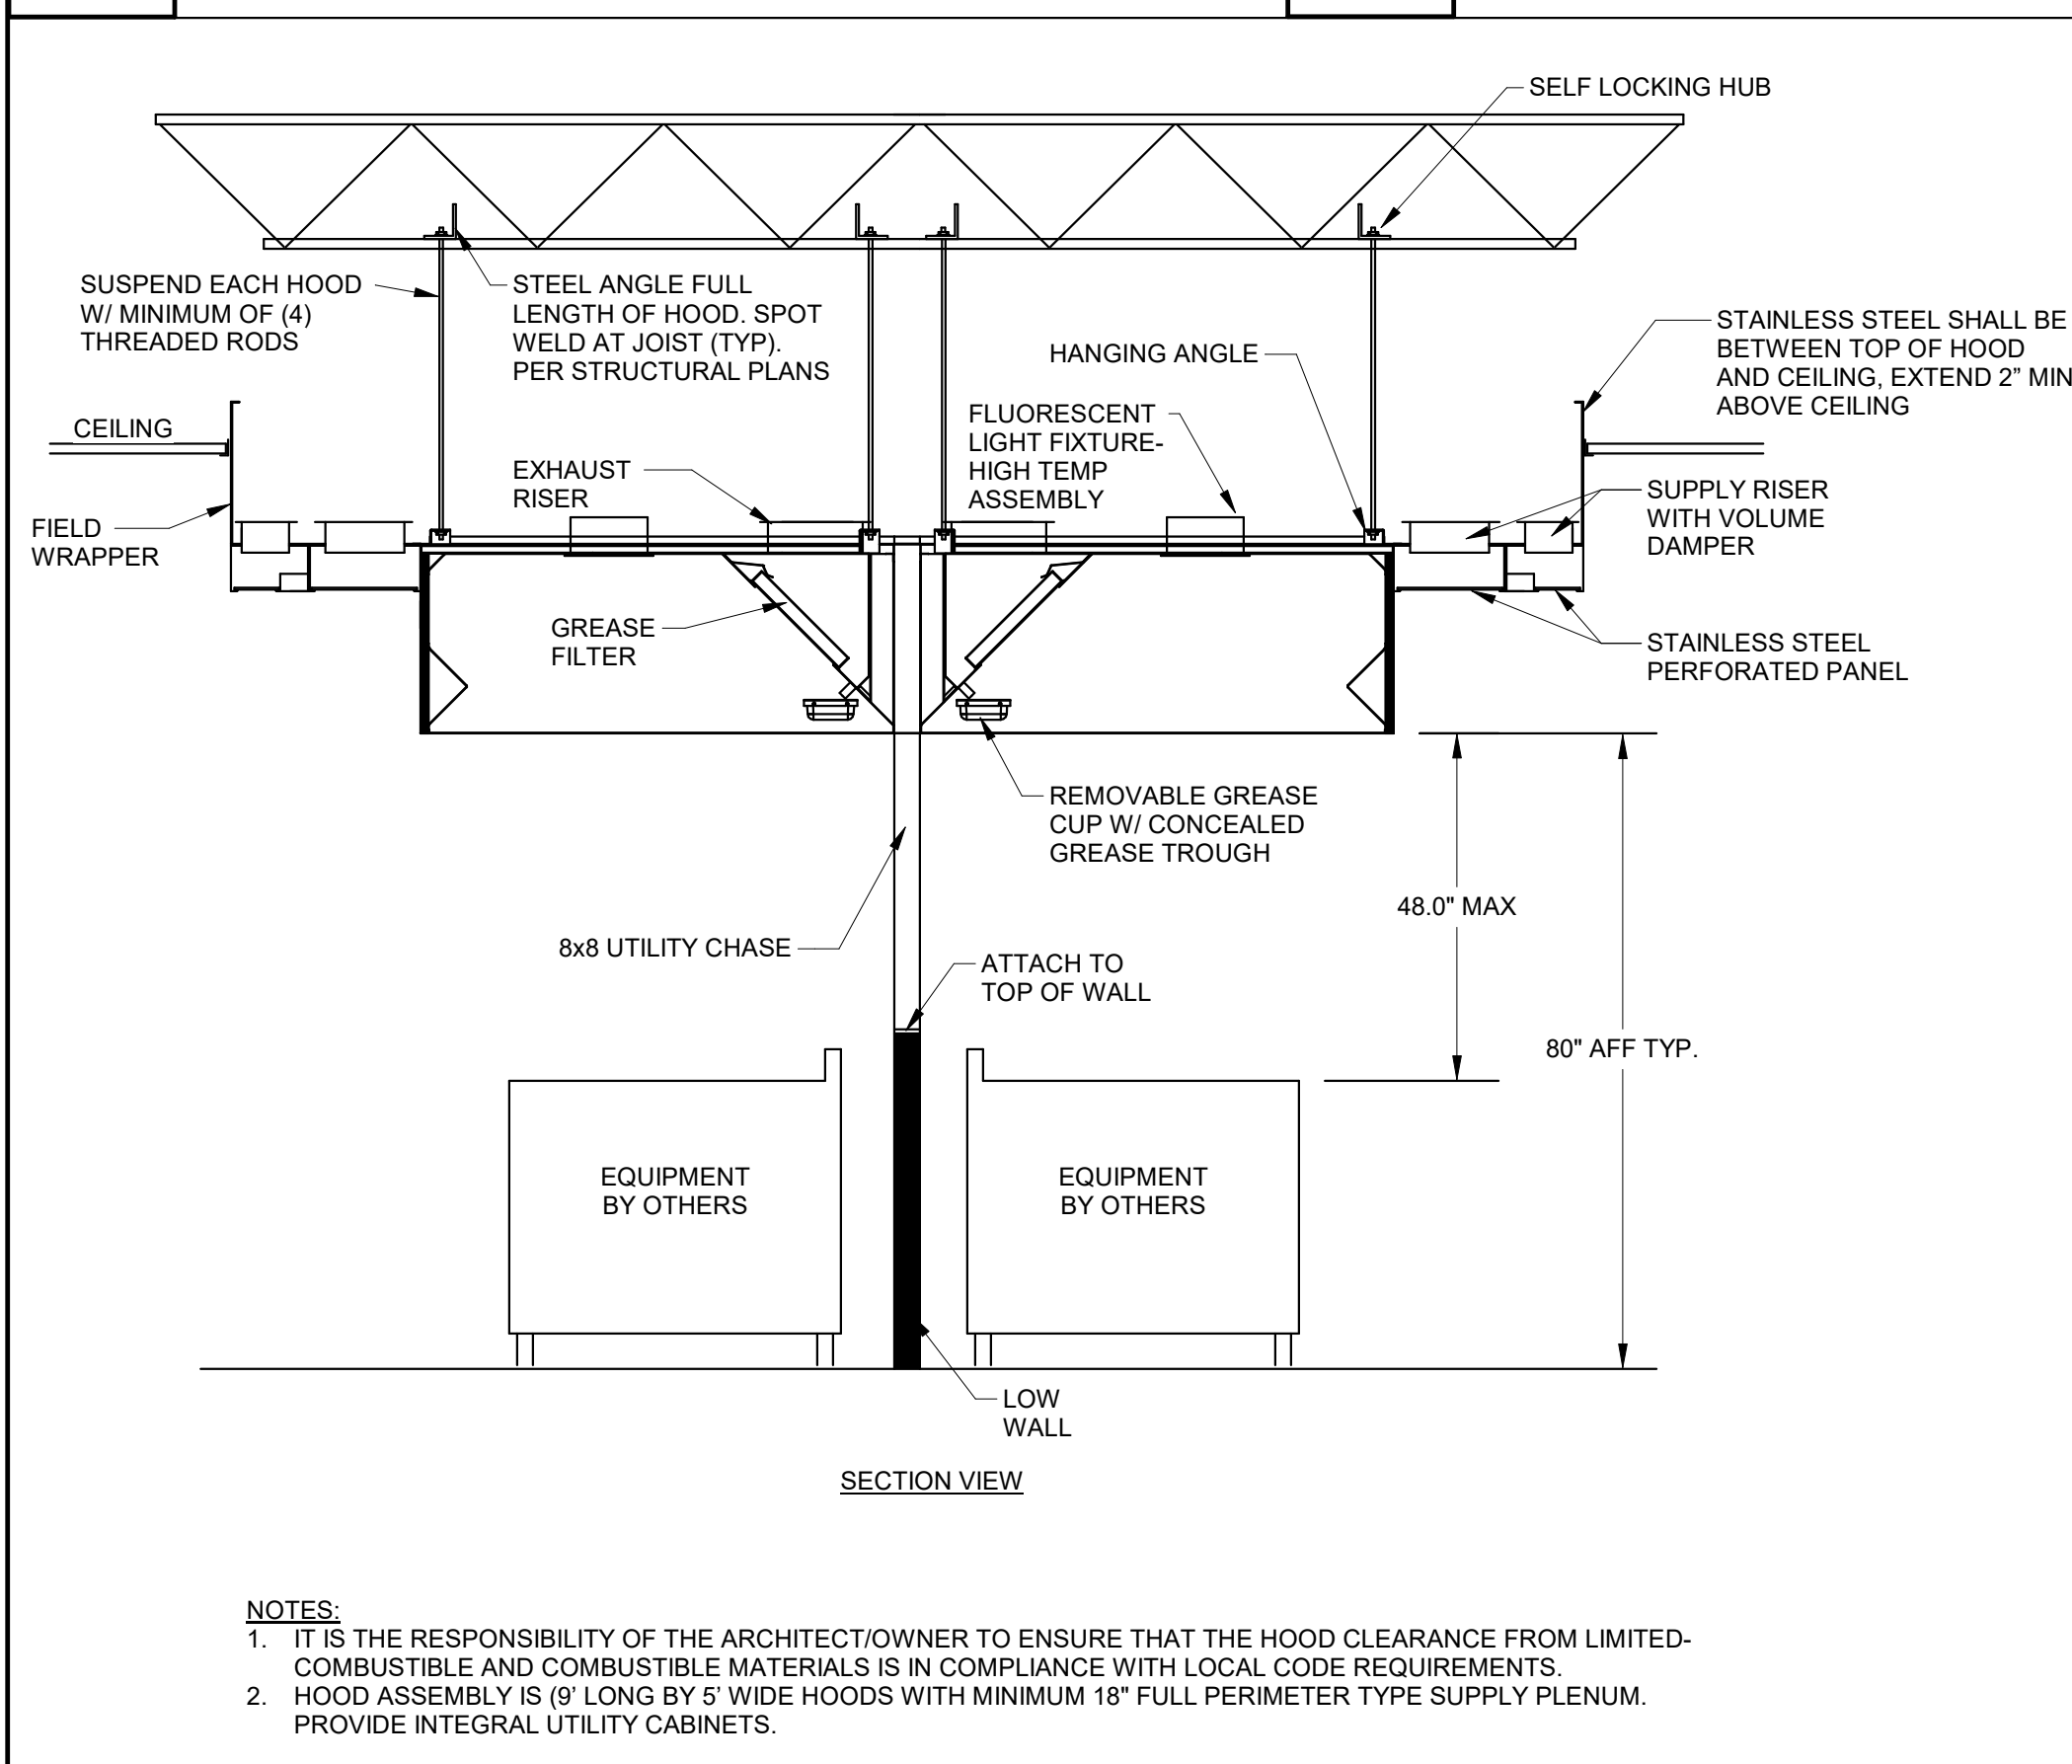 SELF LOCKING HUB
SUSPEND EACH HOOD
W/ MINIMUM OF (4)
THREADED RODS
STEEL ANGLE FULL
LENGTH OF HOOD. SPOT
WELD AT JOIST (TYP).
PER STRUCTURAL PLANS
HANGING ANGLE
STAINLESS STEEL SHALL BE
BETWEEN TOP OF HOOD
AND CEILING, EXTEND 2” MIN
ABOVE CEILING
CEILING
FLUORESCENT
LIGHT FIXTURE-
HIGH TEMP
ASSEMBLY
EXHAUST
RISER
SUPPLY RISER
WITH VOLUME
DAMPER
FIELD
WRAPPER
GREASE
FILTER
STAINLESS STEEL
PERFORATED PANEL
REMOVABLE GREASE
CUP W/ CONCEALED
GREASE TROUGH
48.0" MAX
8x8 UTILITY CHASE
ATTACH TO
TOP OF WALL
80" AFF TYP.
EQUIPMENT
BY OTHERS
EQUIPMENT
BY OTHERS
LOW
WALL
SECTION VIEW
NOTES:
1. IT IS THE RESPONSIBILITY OF THE ARCHITECT/OWNER TO ENSURE THAT THE HOOD CLEARANCE FROM LIMITED-
COMBUSTIBLE AND COMBUSTIBLE MATERIALS IS IN COMPLIANCE WITH LOCAL CODE REQUIREMENTS.
2. HOOD ASSEMBLY IS (9’ LONG BY 5’ WIDE HOODS WITH MINIMUM 18" FULL PERIMETER TYPE SUPPLY PLENUM.
PROVIDE INTEGRAL UTILITY CABINETS.